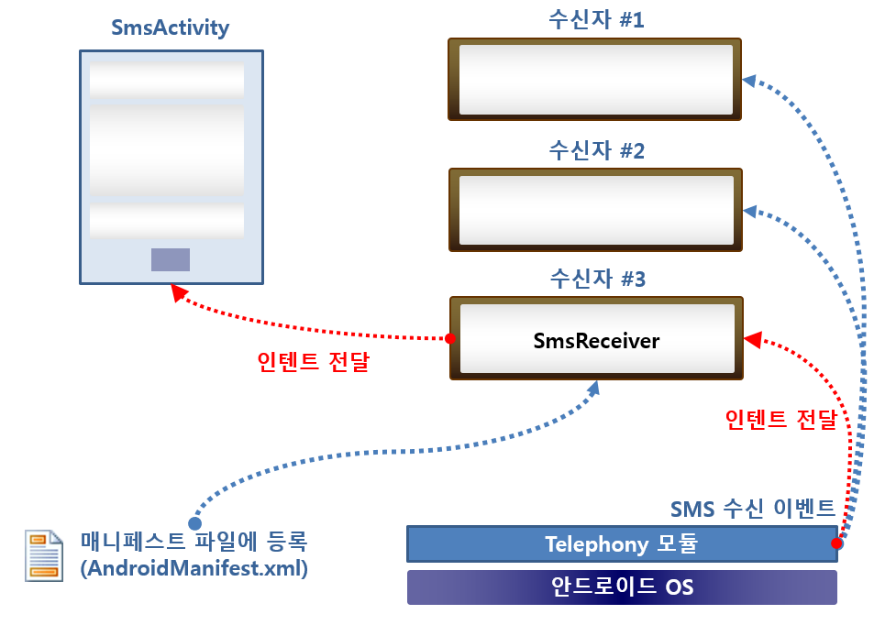 SmsActivity
수신자 #1
수신자 #2
수신자 #3
SmsReceiver
인텐트 전달
인텐트 전달
SMS 수신 이벤트
매니페스트 파일에 등록
(AndroidManifest.xml)
Telephony 모듈
안드로이드 OS